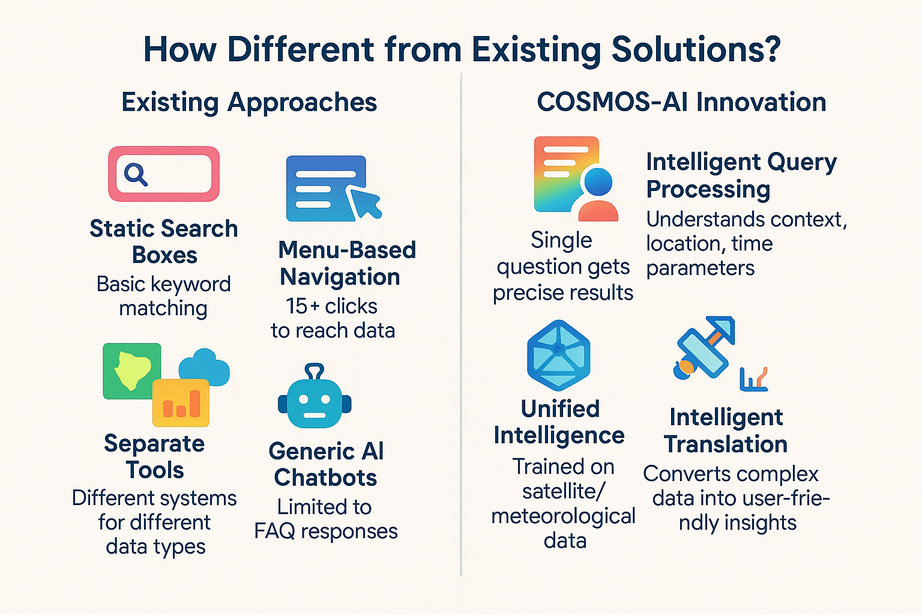 How Different from Existing Solutions?
Existing Approaches
Static Search
Boxes
Basic keyword
matching
Menu-Based
Navigation
15+ clicks
to reach data
Separate
Tools
Different systems
for different
data types
Generic AI
Chatbots
Limited to
FAQ responses
COSMOS-AI Innovation
Single
question gets
precise results
Intelligent Query
Processing
Understands context,
location, time
parameters
Unified
Intelligence
Trained on
satellite/
meteorological
data
Intelligent
Translation
Converts complex
data into user-frie-
ndly insights